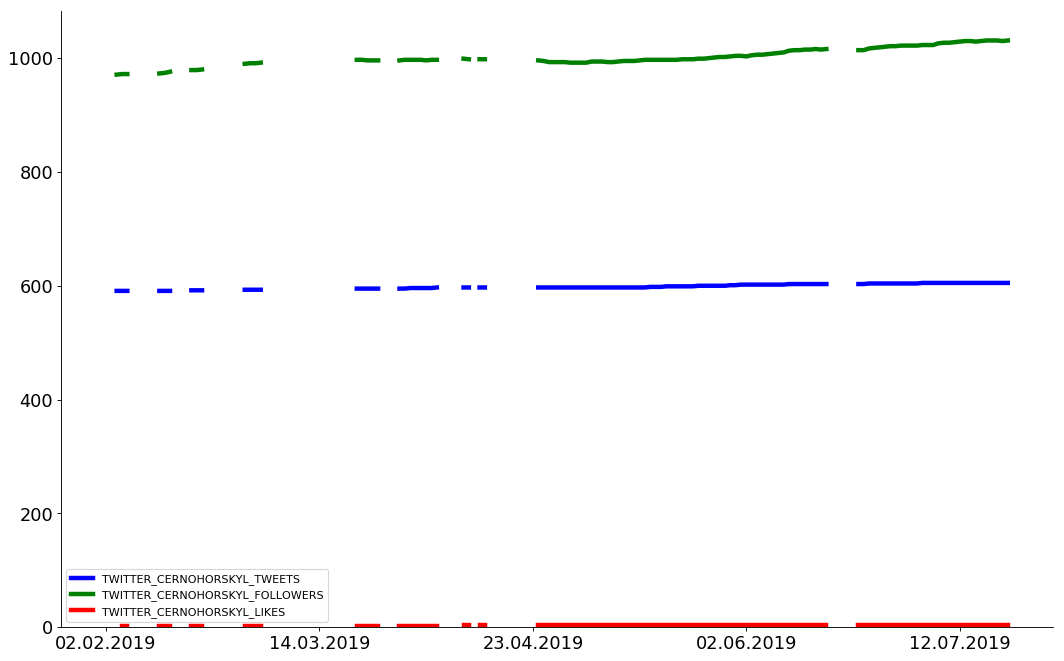 1000
800
600
400
200
0
TWITTER_CERNOHORSKYL_TWEETS
TWITTER_CERNOHORSKYL_FOLLOWERS
TWITTER_CERNOHORSKYL_LIKES
02.02.2019 14.03.2019 23.04.2019 02.06.2019 12.07.2019